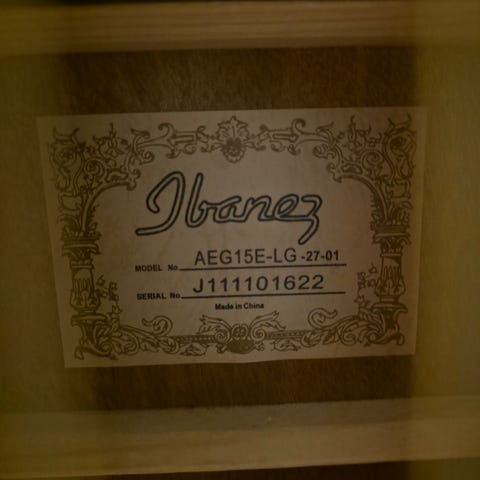 Ibanez
MODEL No. AEG15E-LG -27-01
SERIAL No. J111101622
Made in China